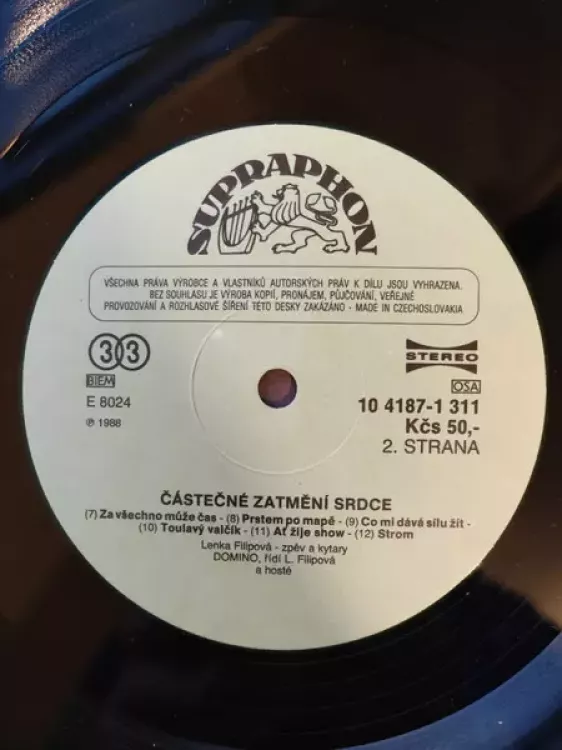 SUPRAPHON
VŠECHNA PRÁVA VÝROBCE A VLASTNÍKŮ AUTORSKÝCH PRÁV K DÍLU JSOU VYHRAZENA.
BEZ SOUHLASU JE VÝROBA KOPIÍ, PRONÁJEM, PŮJČOVÁNÍ, VEŘEJNÉ
PROVOZOVÁNÍ A ROZHLASOVÉ ŠÍŘENÍ TÉTO DESKY ZAKÁZÁNO - MADE IN CZECHOSLOVAKIA
33
STEREO
BIEM
OSA
E 8024
10 4187-1 311
℗ 1988
Kčs 50,-
2. STRANA
ČÁSTEČNÉ ZATMĚNÍ SRDCE
(7) Za všechno může čas - (8) Prstem po mapě - (9) Co mi dává sílu žít -
(10) Toulavý valčík - (11) Ať žije show - (12) Strom
Lenka Filipová - zpěv a kytary
DOMINO, řídí L. Filipová
a hosté